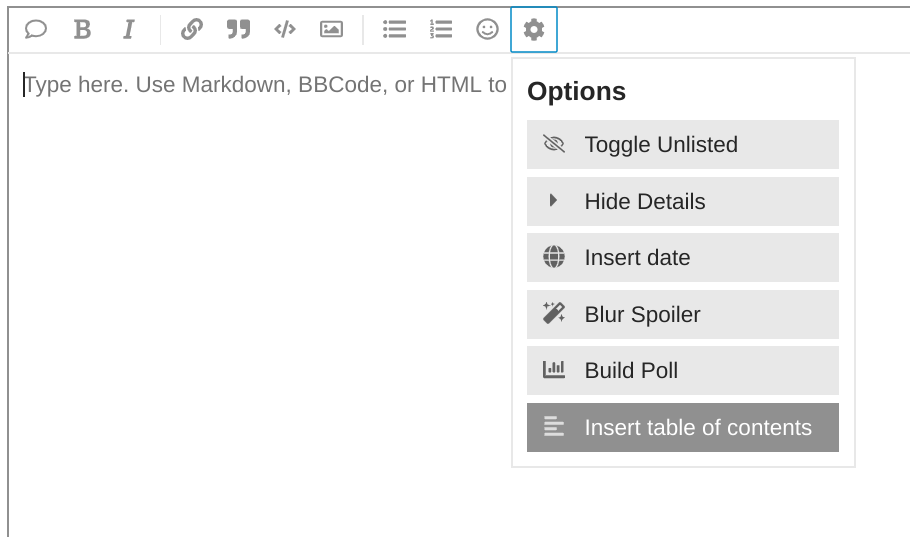 Type here. Use Markdown, BBCode, or HTML to
Options
Toggle Unlisted
Hide Details
Insert date
Blur Spoiler
Build Poll
Insert table of contents